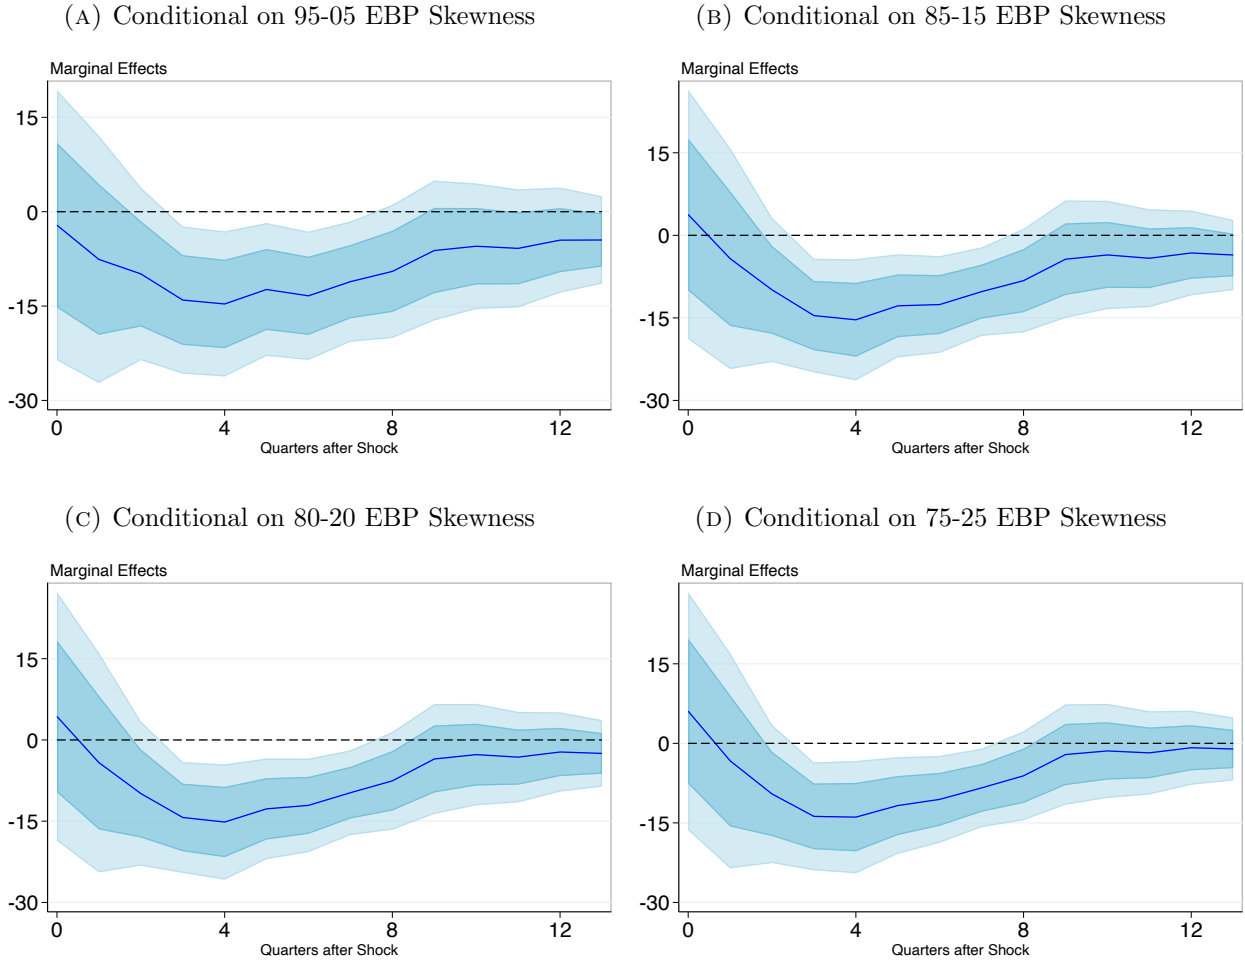 (A) Conditional on 95-05 EBP Skewness
Marginal Effects
15
0
-15
-30
0 4 8 12
Quarters after Shock
(B) Conditional on 85-15 EBP Skewness
Marginal Effects
15
0
-15
-30
0 4 8 12
Quarters after Shock
(C) Conditional on 80-20 EBP Skewness
Marginal Effects
15
0
-15
-30
0 4 8 12
Quarters after Shock
(D) Conditional on 75-25 EBP Skewness
Marginal Effects
15
0
-15
-30
0 4 8 12
Quarters after Shock